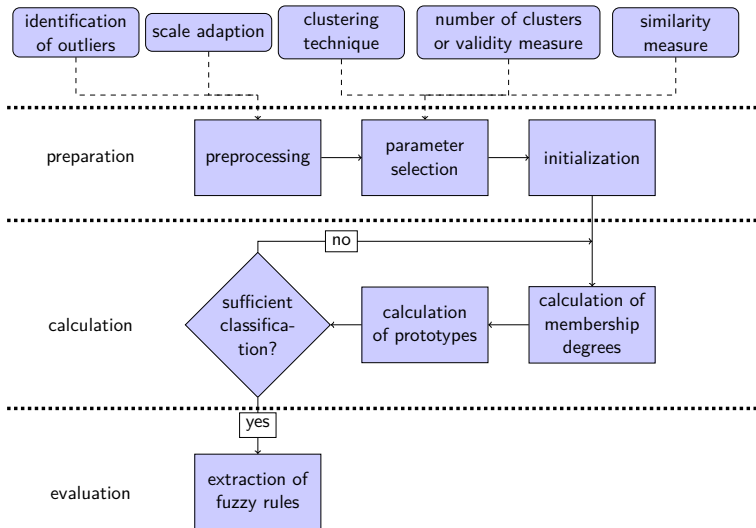 identification
of outliers
scale adaption
clustering
technique
number of clusters
or validity measure
similarity
measure
preparation
preprocessing
parameter
selection
initialization
no
calculation
sufficient
classifica-
tion?
calculation
of prototypes
calculation of
membership
degrees
yes
evaluation
extraction of
fuzzy rules